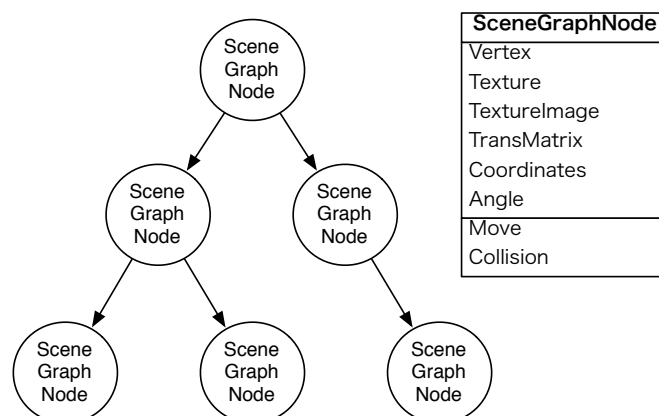 Scene
Graph
Node
Scene
Graph
Node
Scene
Graph
Node
Scene
Graph
Node
Scene
Graph
Node
Scene
Graph
Node
SceneGraphNode
Vertex
Texture
TextureImage
TransMatrix
Coordinates
Angle
Move
Collision